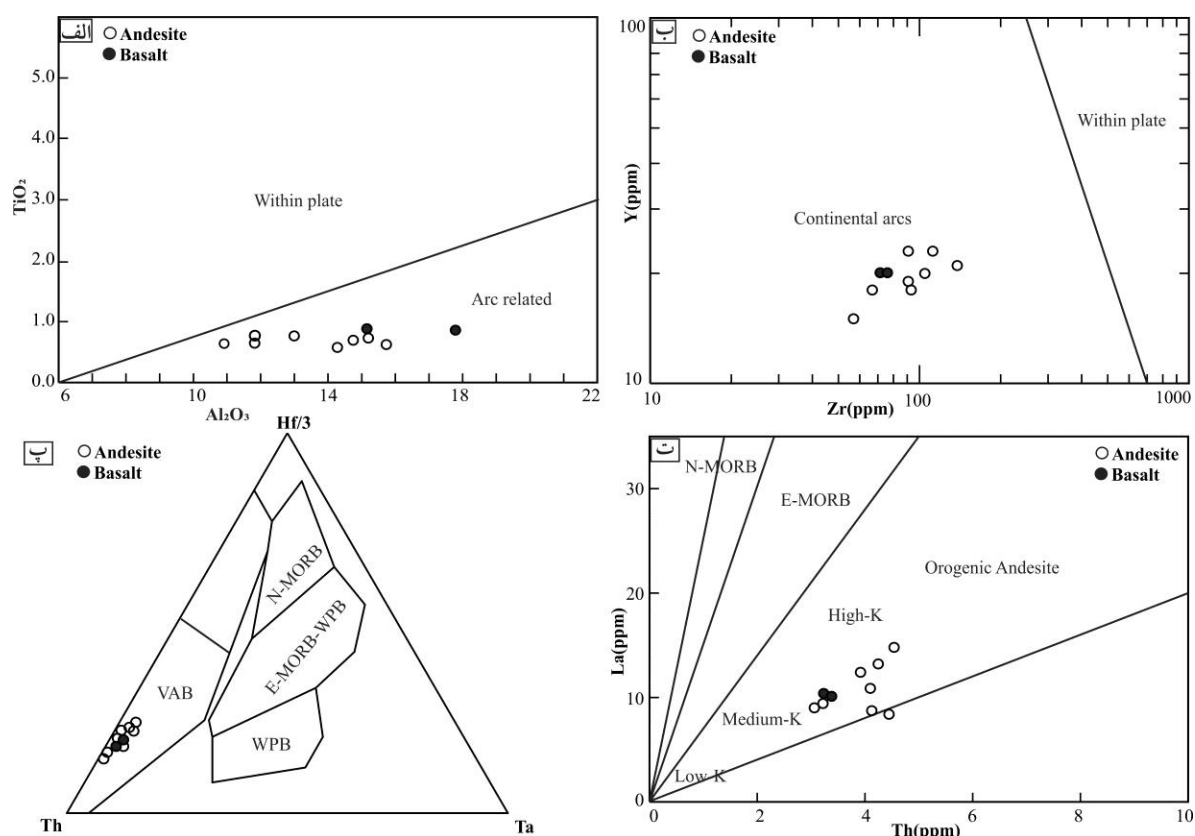 الف
Andesite
Basalt
TiO₂
5.0
4.0
3.0
2.0
1.0
0.0
Within plate
Arc related
6
10
14
18
22
Al₂O₃
ب
Andesite
Basalt
Y(ppm)
100
10
Within plate
Continental arcs
10
100
1000
Zr(ppm)
پ
Andesite
Basalt
Hf/3
N-MORB
E-MORB-WPB
VAB
WPB
Th
Ta
ت
Andesite
Basalt
La(ppm)
30
20
10
0
N-MORB
E-MORB
Orogenic Andesite
High-K
Medium-K
Low-K
0
2
4
6
8
10
Th(ppm)